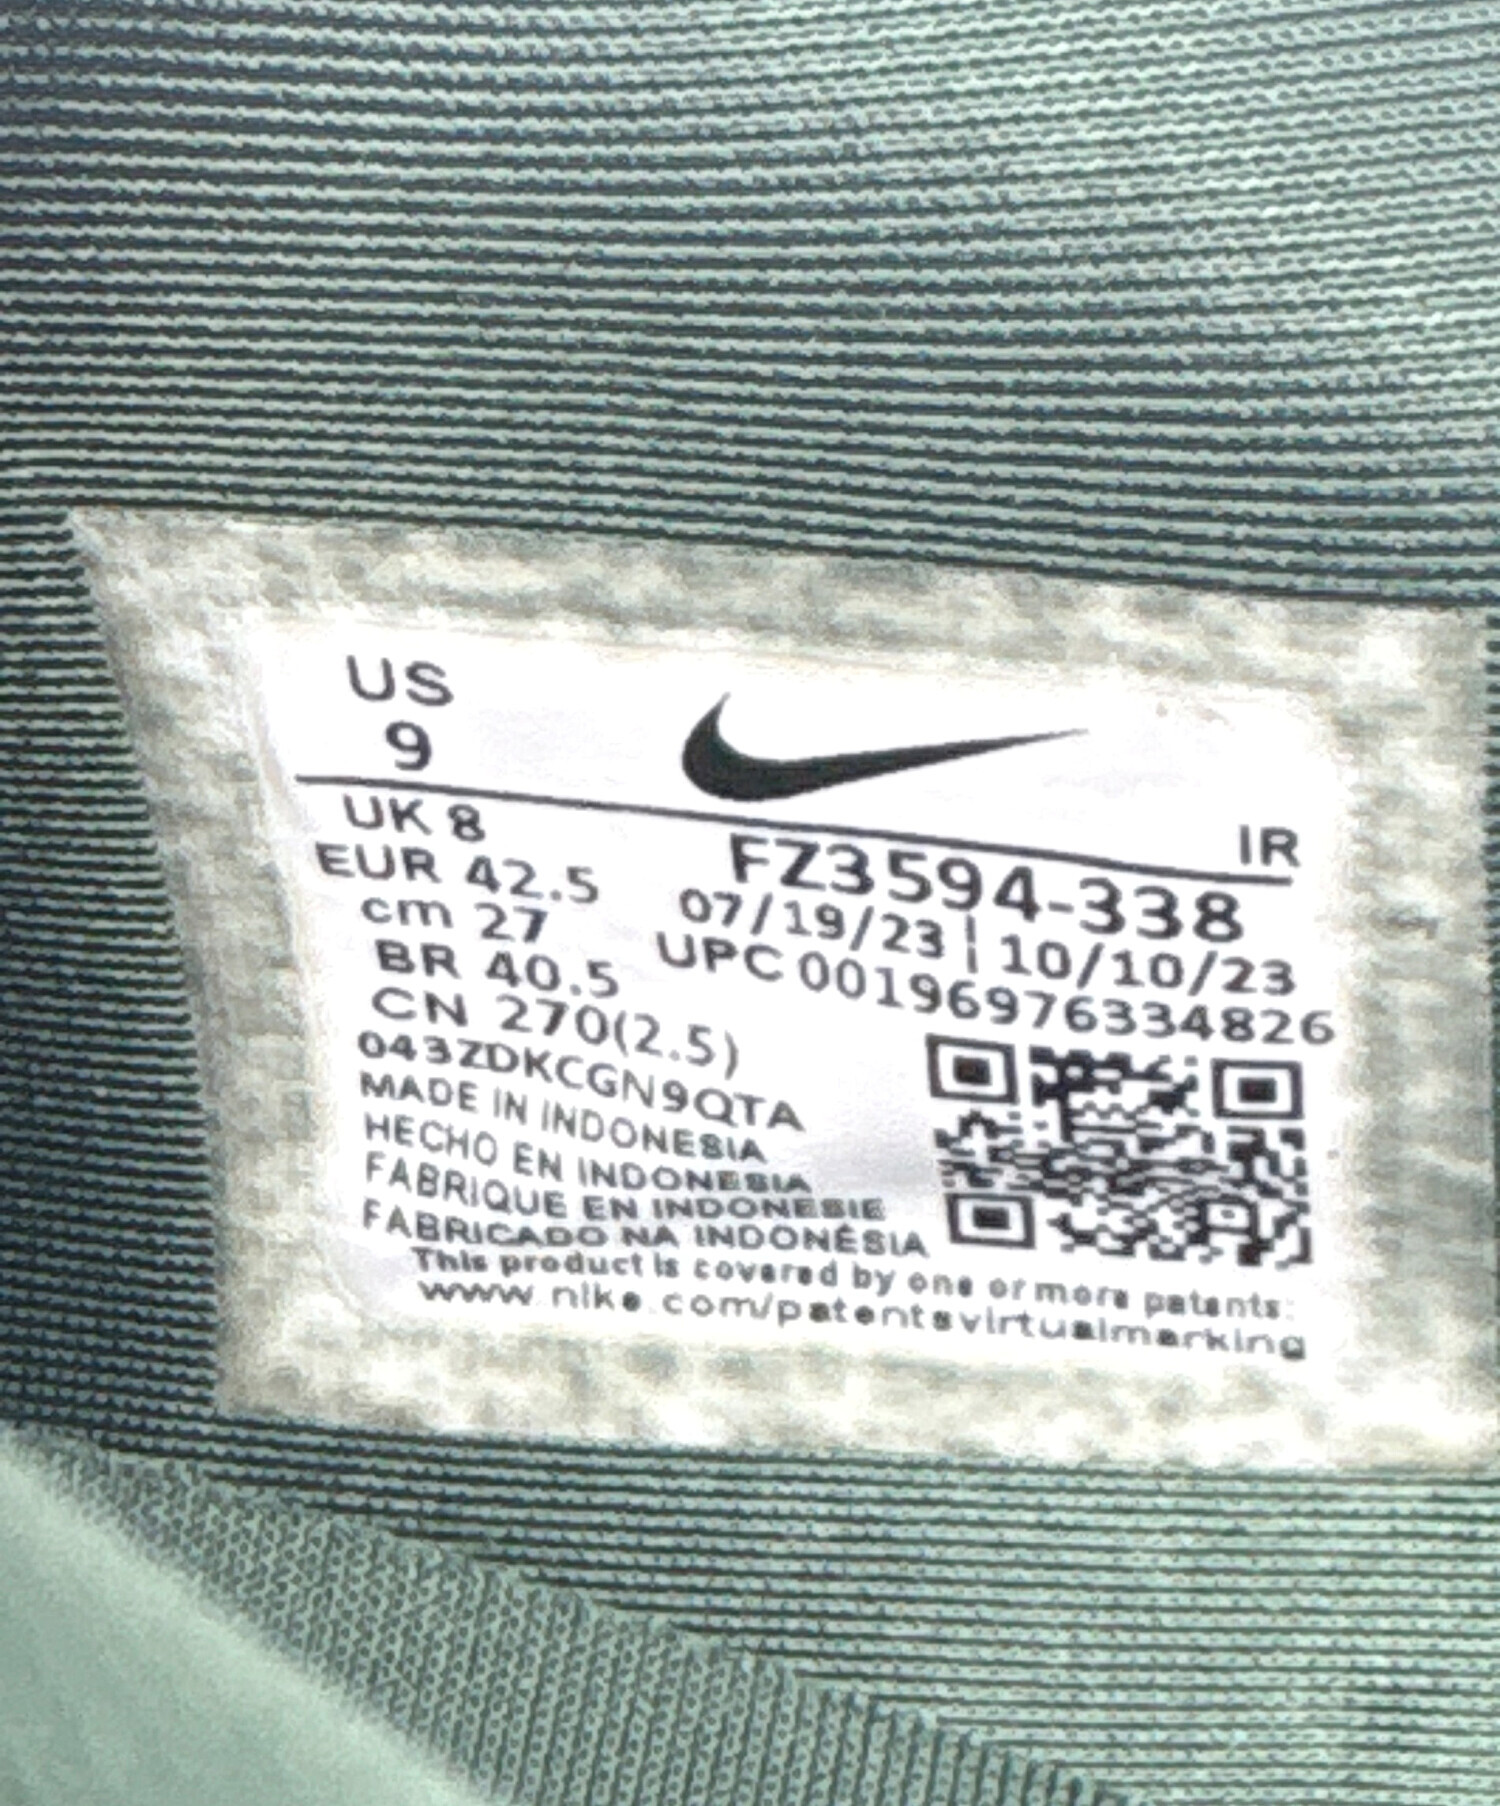 US
9
IR
UK 8
EUR 42.5
cm 27
BR 40.5
CN 270(2.5)
FZ3594-338
07/19/23 | 10/10/23
UPC 00196976334826
043ZDKCGN9QTA
MADE IN INDONESIA
HECHO EN INDONESIA
FABRIQUE EN INDONESIE
FABRICADO NA INDONÉSIA
This product is covered by one or more patents:
www.nike.com/patentsvirtualmarking